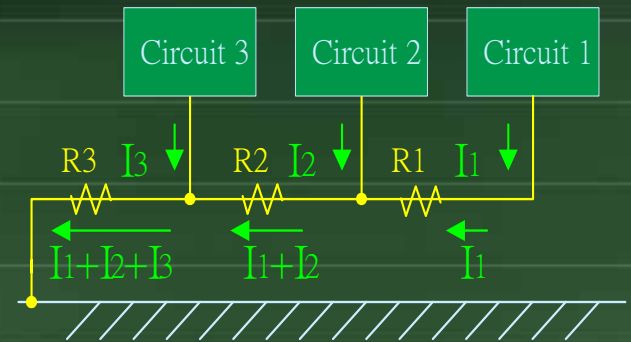 Circuit 3 Circuit 2 Circuit 1
R3 I3 R2 I2 R1 I1
I1+I2+I3 I1+I2 I1